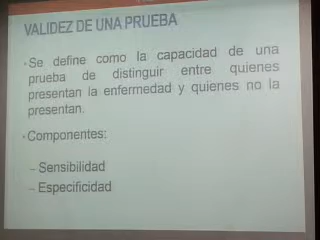 VALIDEZ DE UNA PRUEBA
•Se define como la capacidad de una
prueba de distinguir entre quienes
presentan la enfermedad y quienes no la
presentan.
•Componentes:
– Sensibilidad
– Especificidad